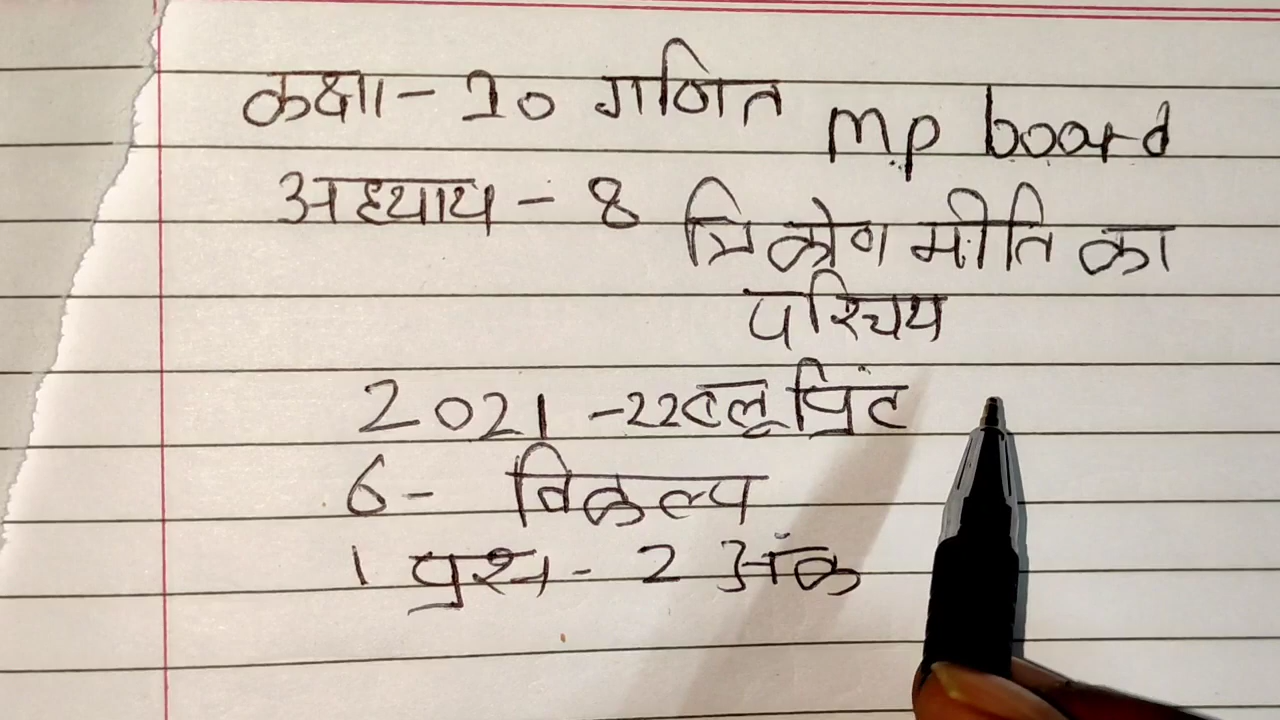 कक्षा - 10 गणित mp board
अध्याय - 8 त्रिकोणमीति का
परिचय
2021 -22 ब्लू प्रिंट
6 - विकल्प
1 प्रश्न - 2 अंक